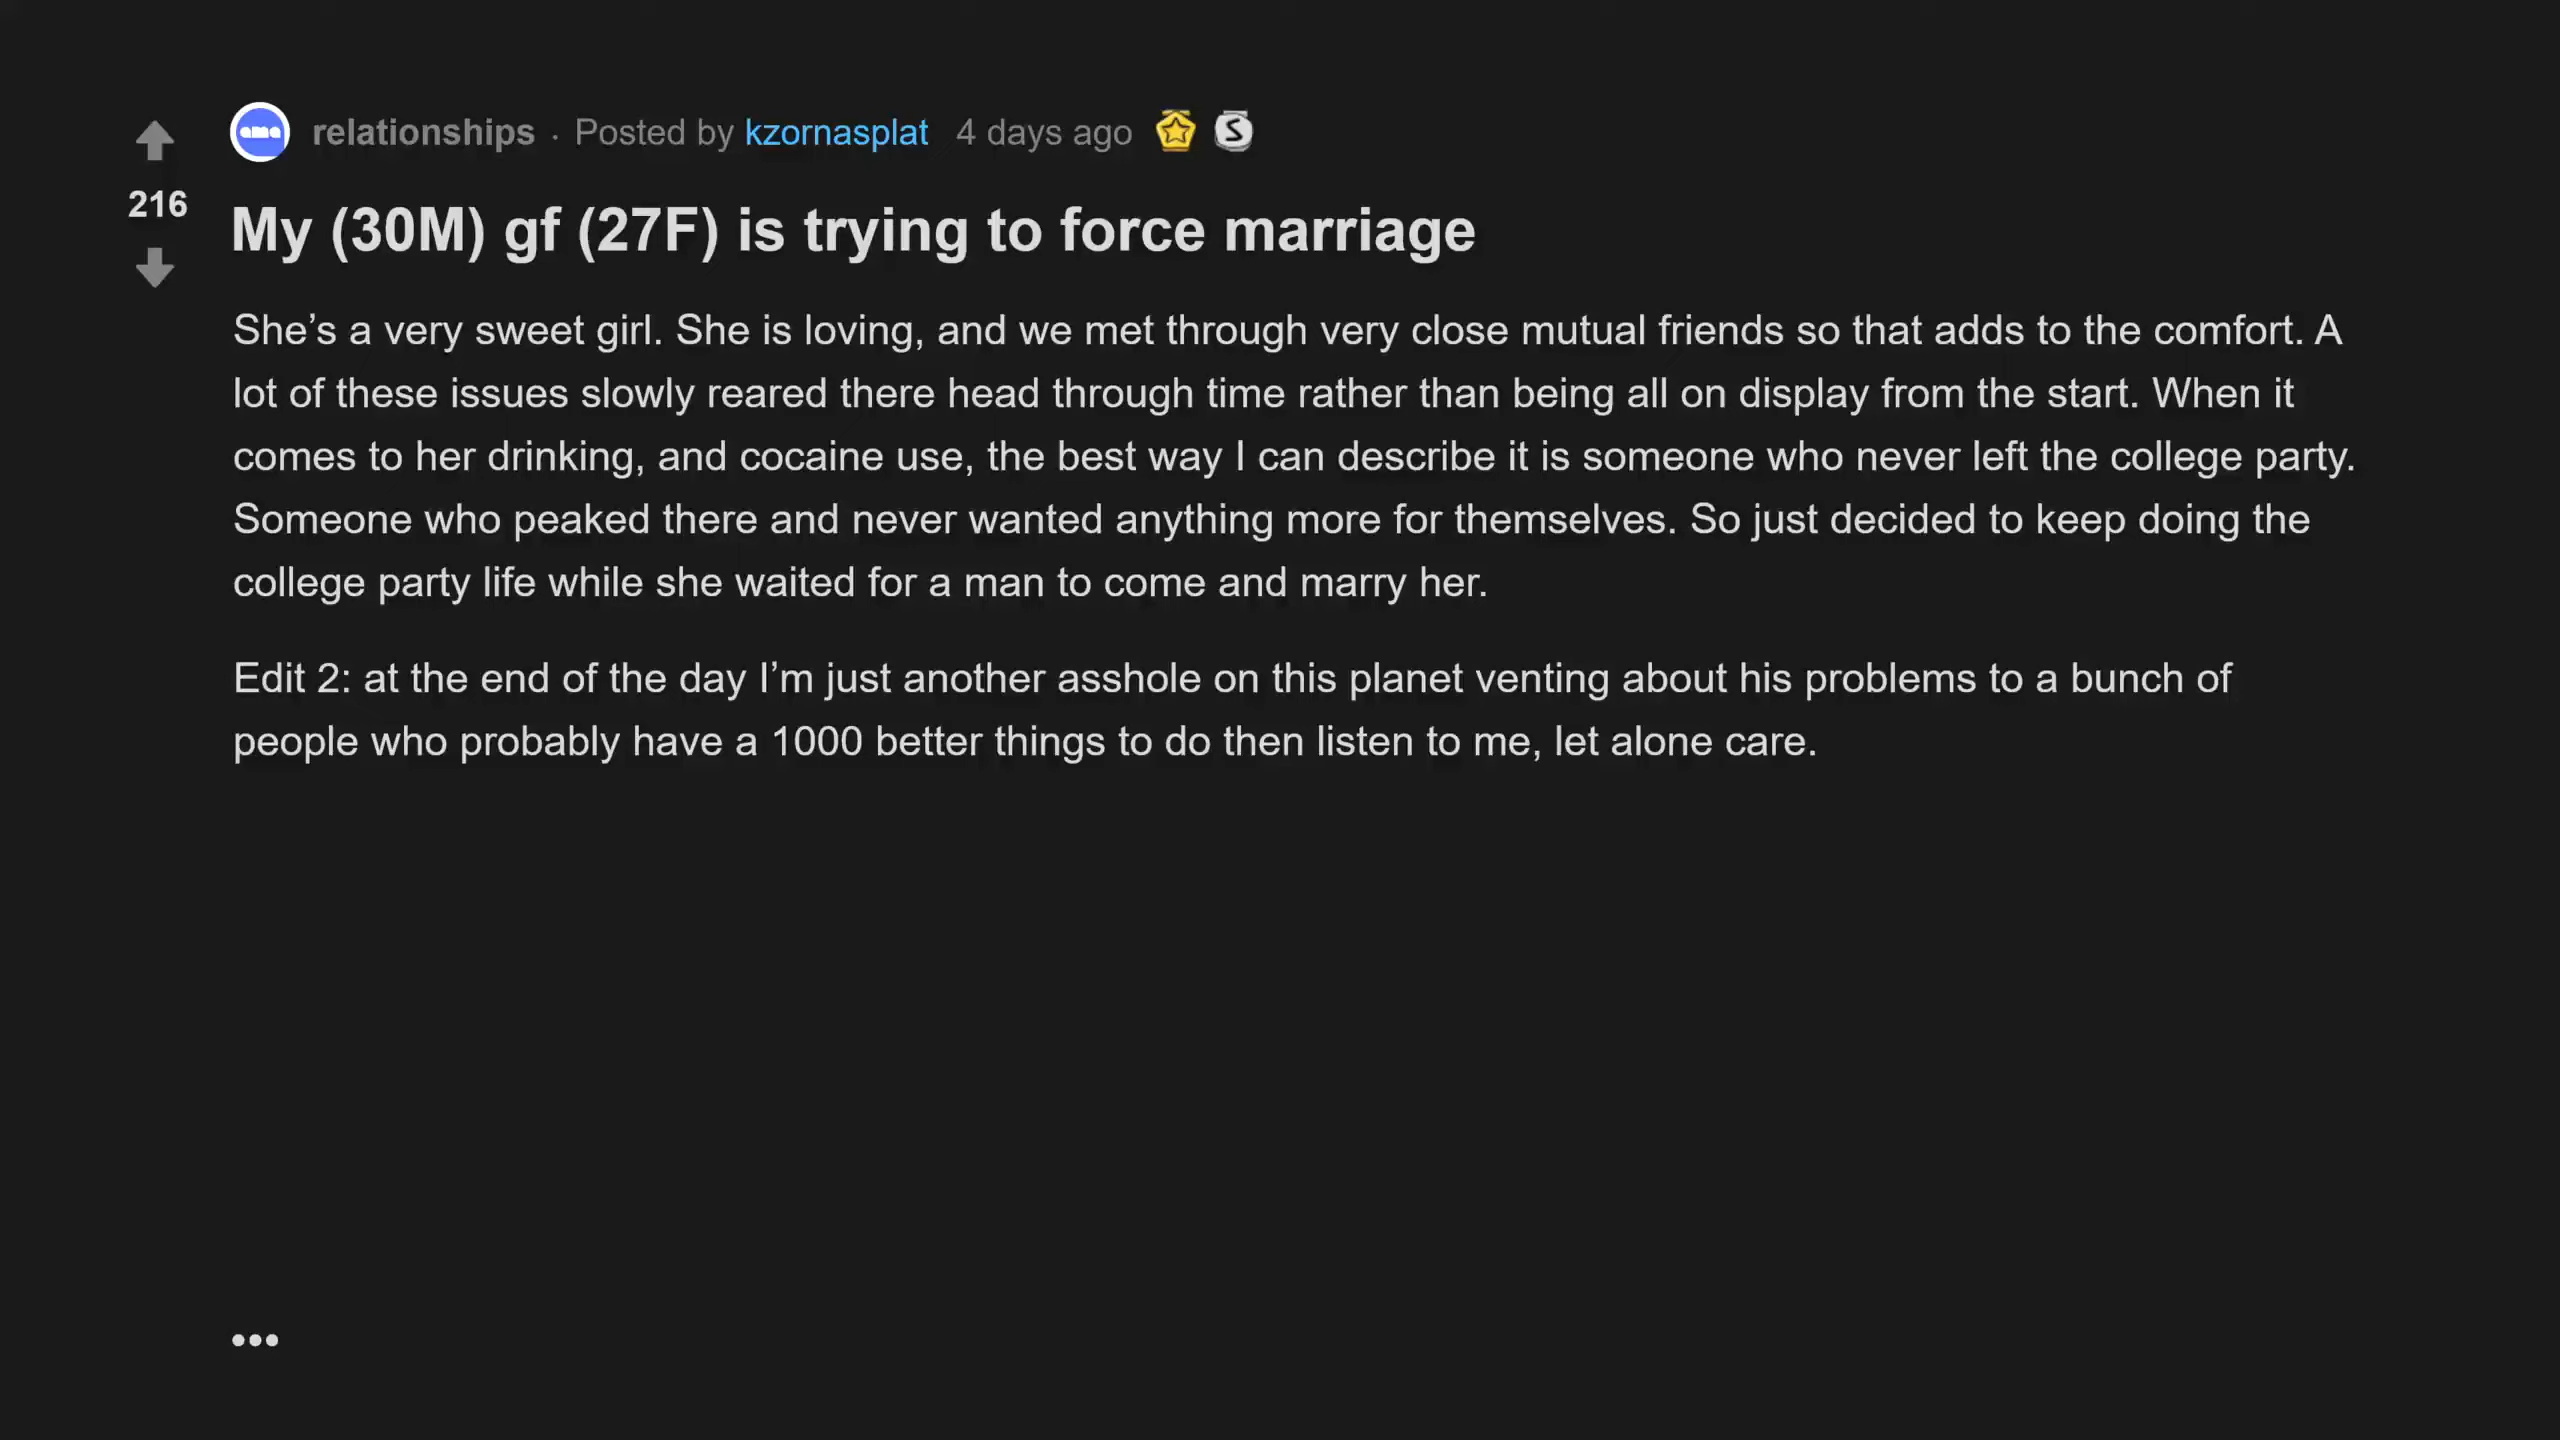 relationships · Posted by kzornasplat 4 days ago
216
My (30M) gf (27F) is trying to force marriage
She’s a very sweet girl. She is loving, and we met through very close mutual friends so that adds to the comfort. A
lot of these issues slowly reared there head through time rather than being all on display from the start. When it
comes to her drinking, and cocaine use, the best way I can describe it is someone who never left the college party.
Someone who peaked there and never wanted anything more for themselves. So just decided to keep doing the
college party life while she waited for a man to come and marry her.
Edit 2: at the end of the day I’m just another asshole on this planet venting about his problems to a bunch of
people who probably have a 1000 better things to do then listen to me, let alone care.